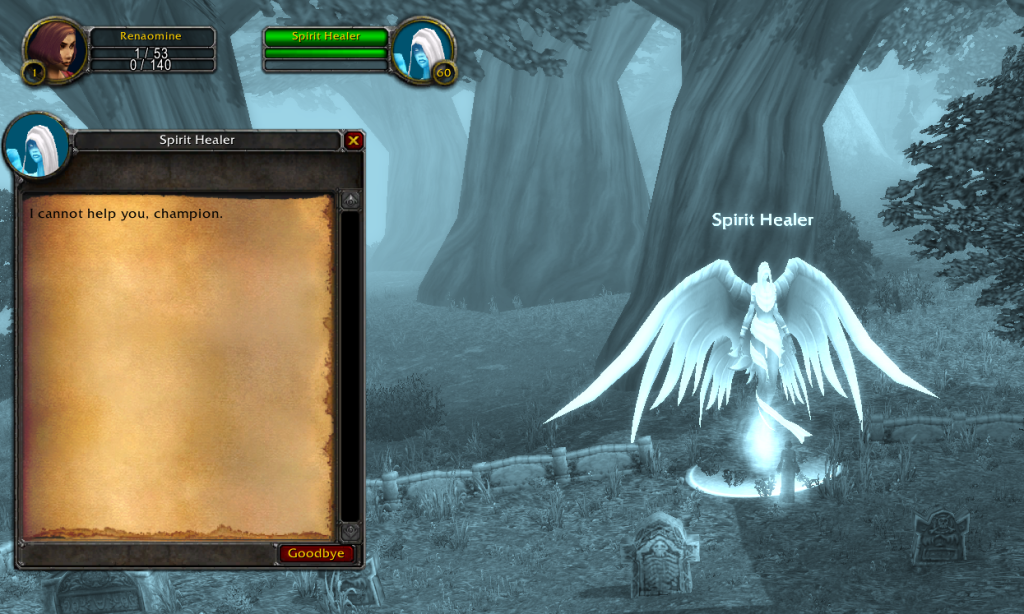 Renaomine
1 / 53
0 / 140
1
Spirit Healer
60
Spirit Healer
I cannot help you, champion.
Spirit Healer
Goodbye